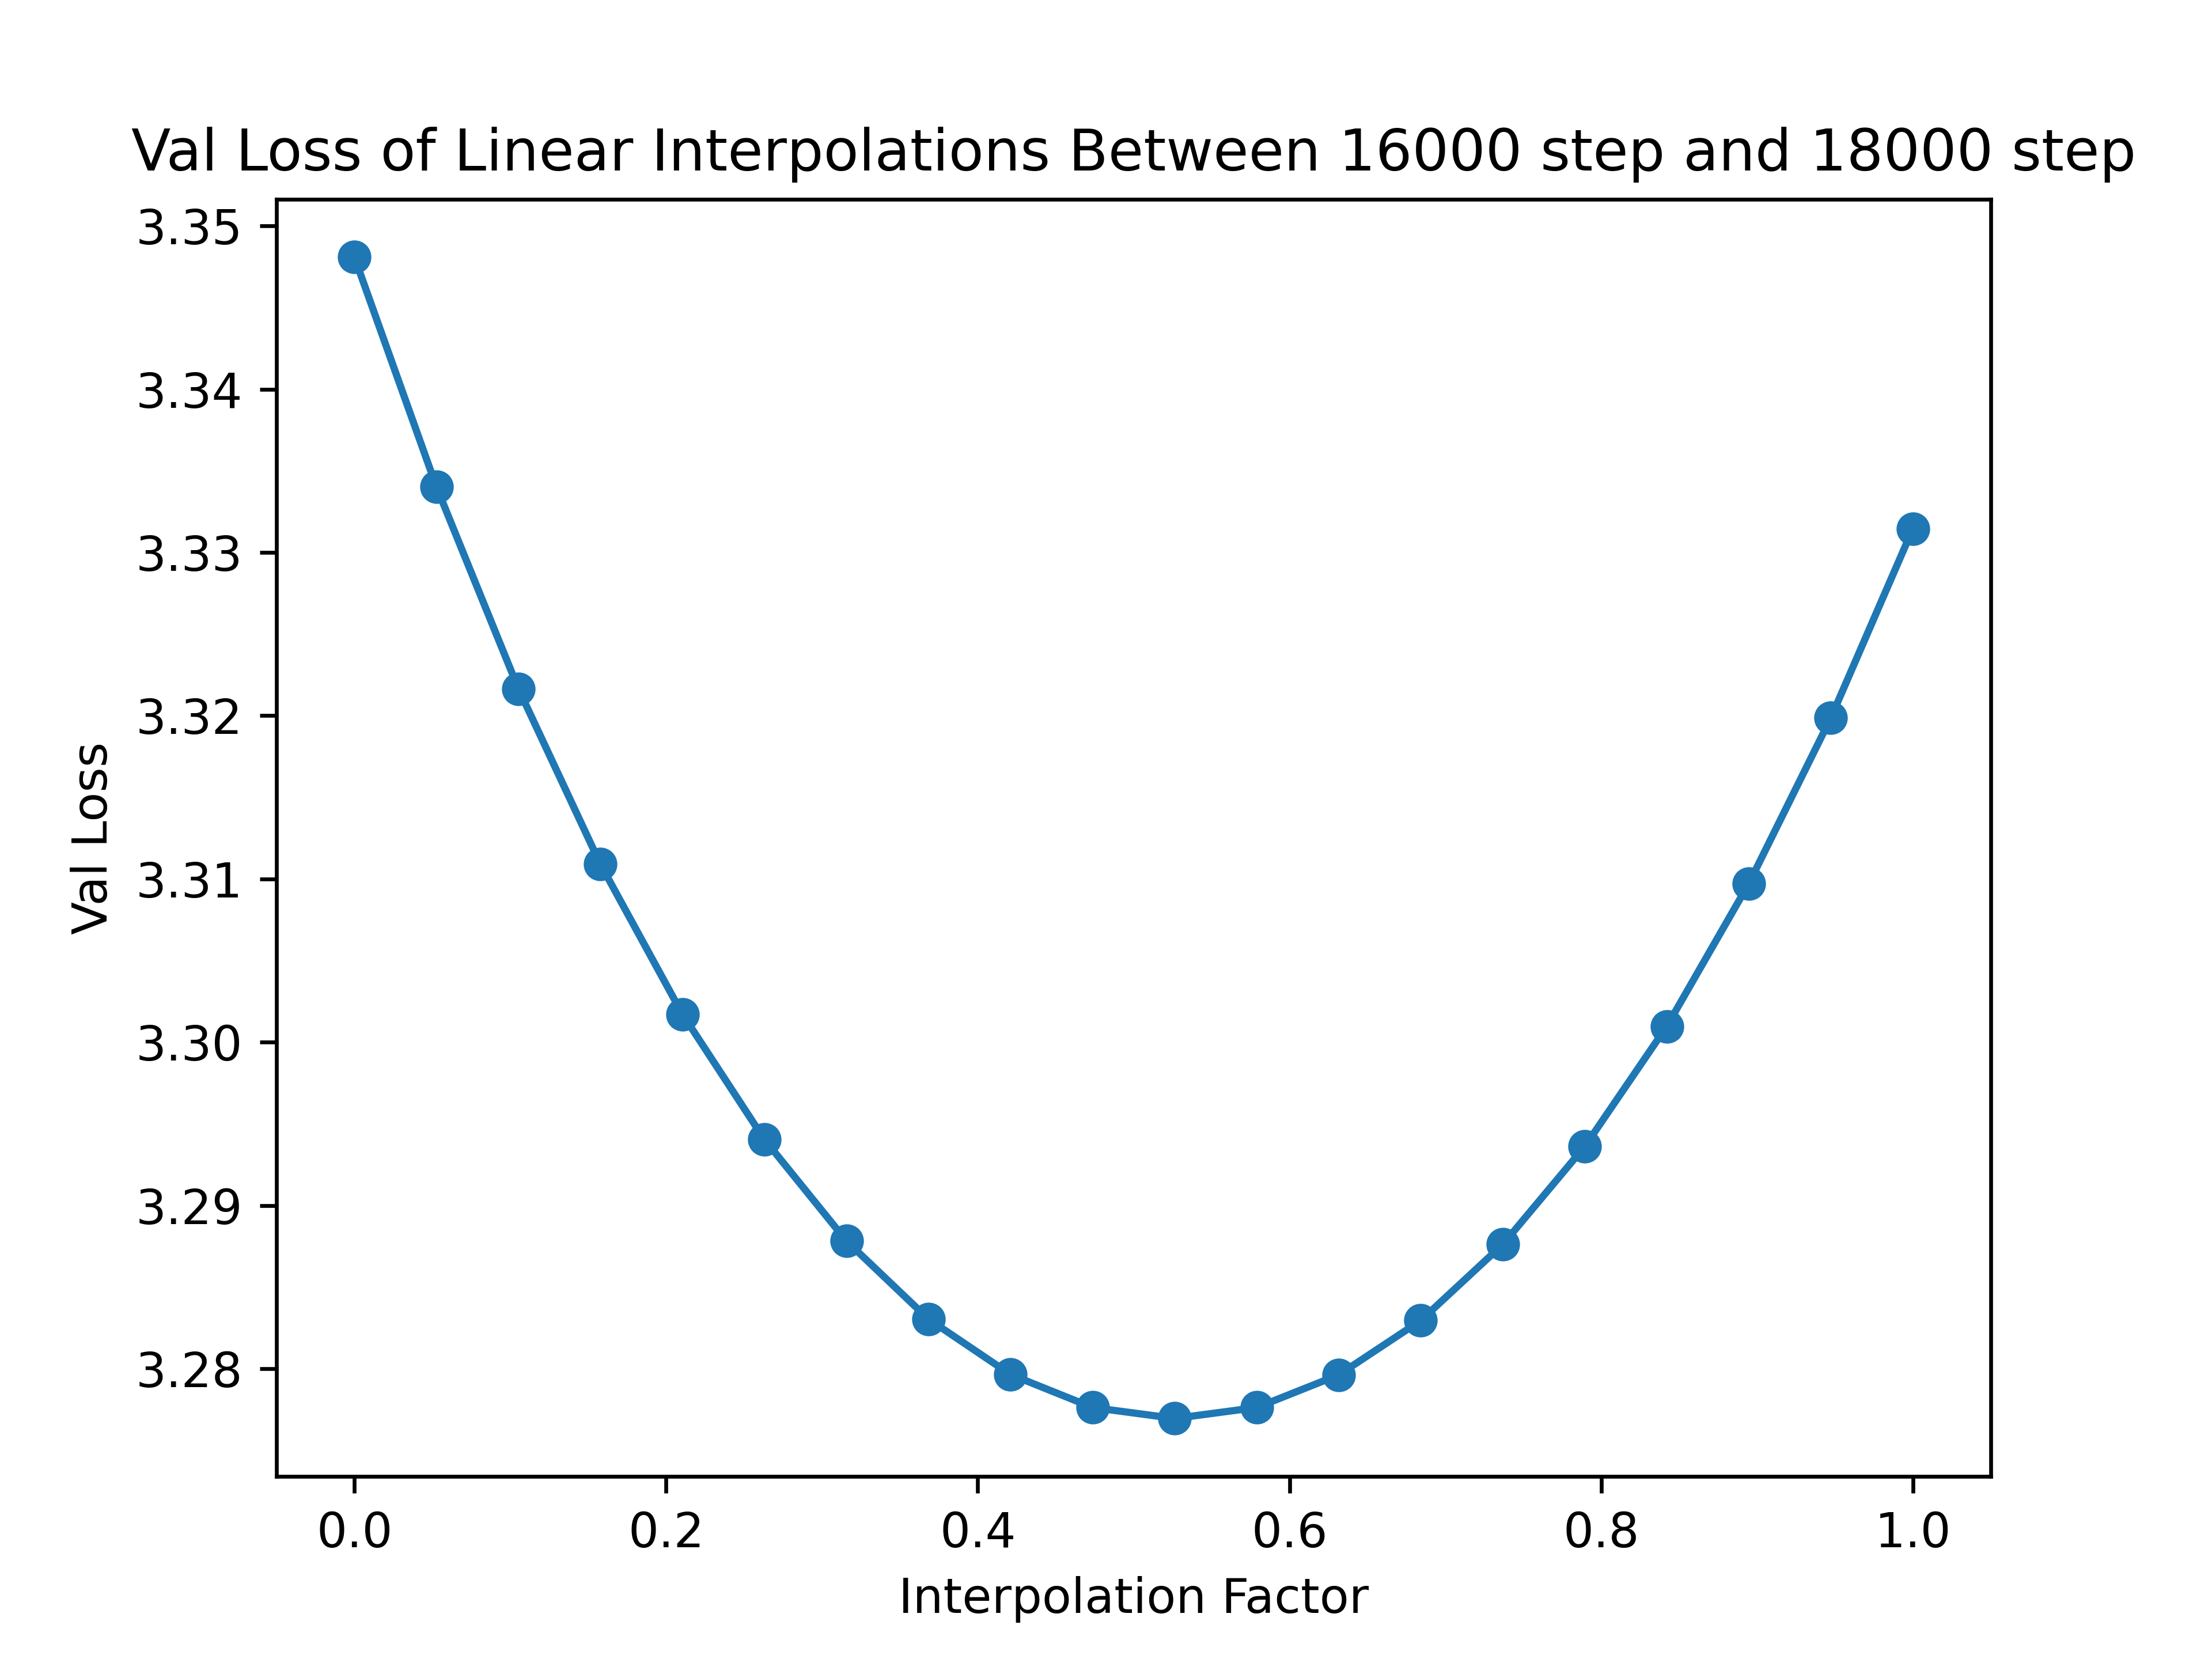 Val Loss of Linear Interpolations Between 16000 step and 18000 step
3.35
3.34
3.33
3.32
3.31
3.30
3.29
3.28
Val Loss
0.0 0.2 0.4 0.6 0.8 1.0
Interpolation Factor